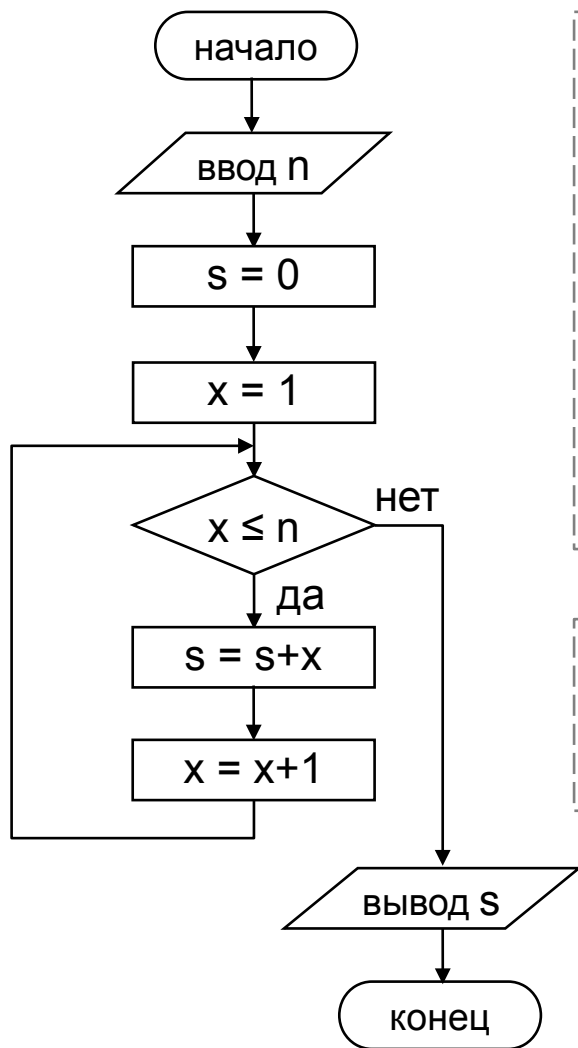 начало
ввод n
s = 0
x = 1
x ≤ n
нет
да
s = s+x
x = x+1
вывод s
конец